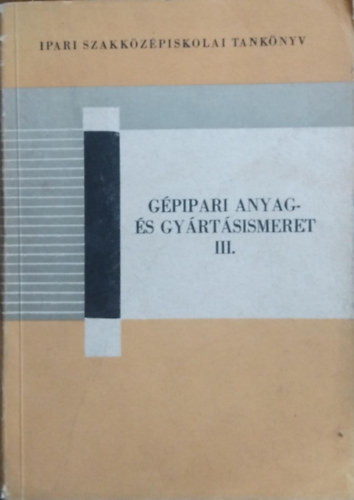 IPARI SZAKKÖZÉPISKOLAI TANKÖNYV
GÉPIPARI ANYAG-
ÉS GYÁRTÁSISMERET
III.